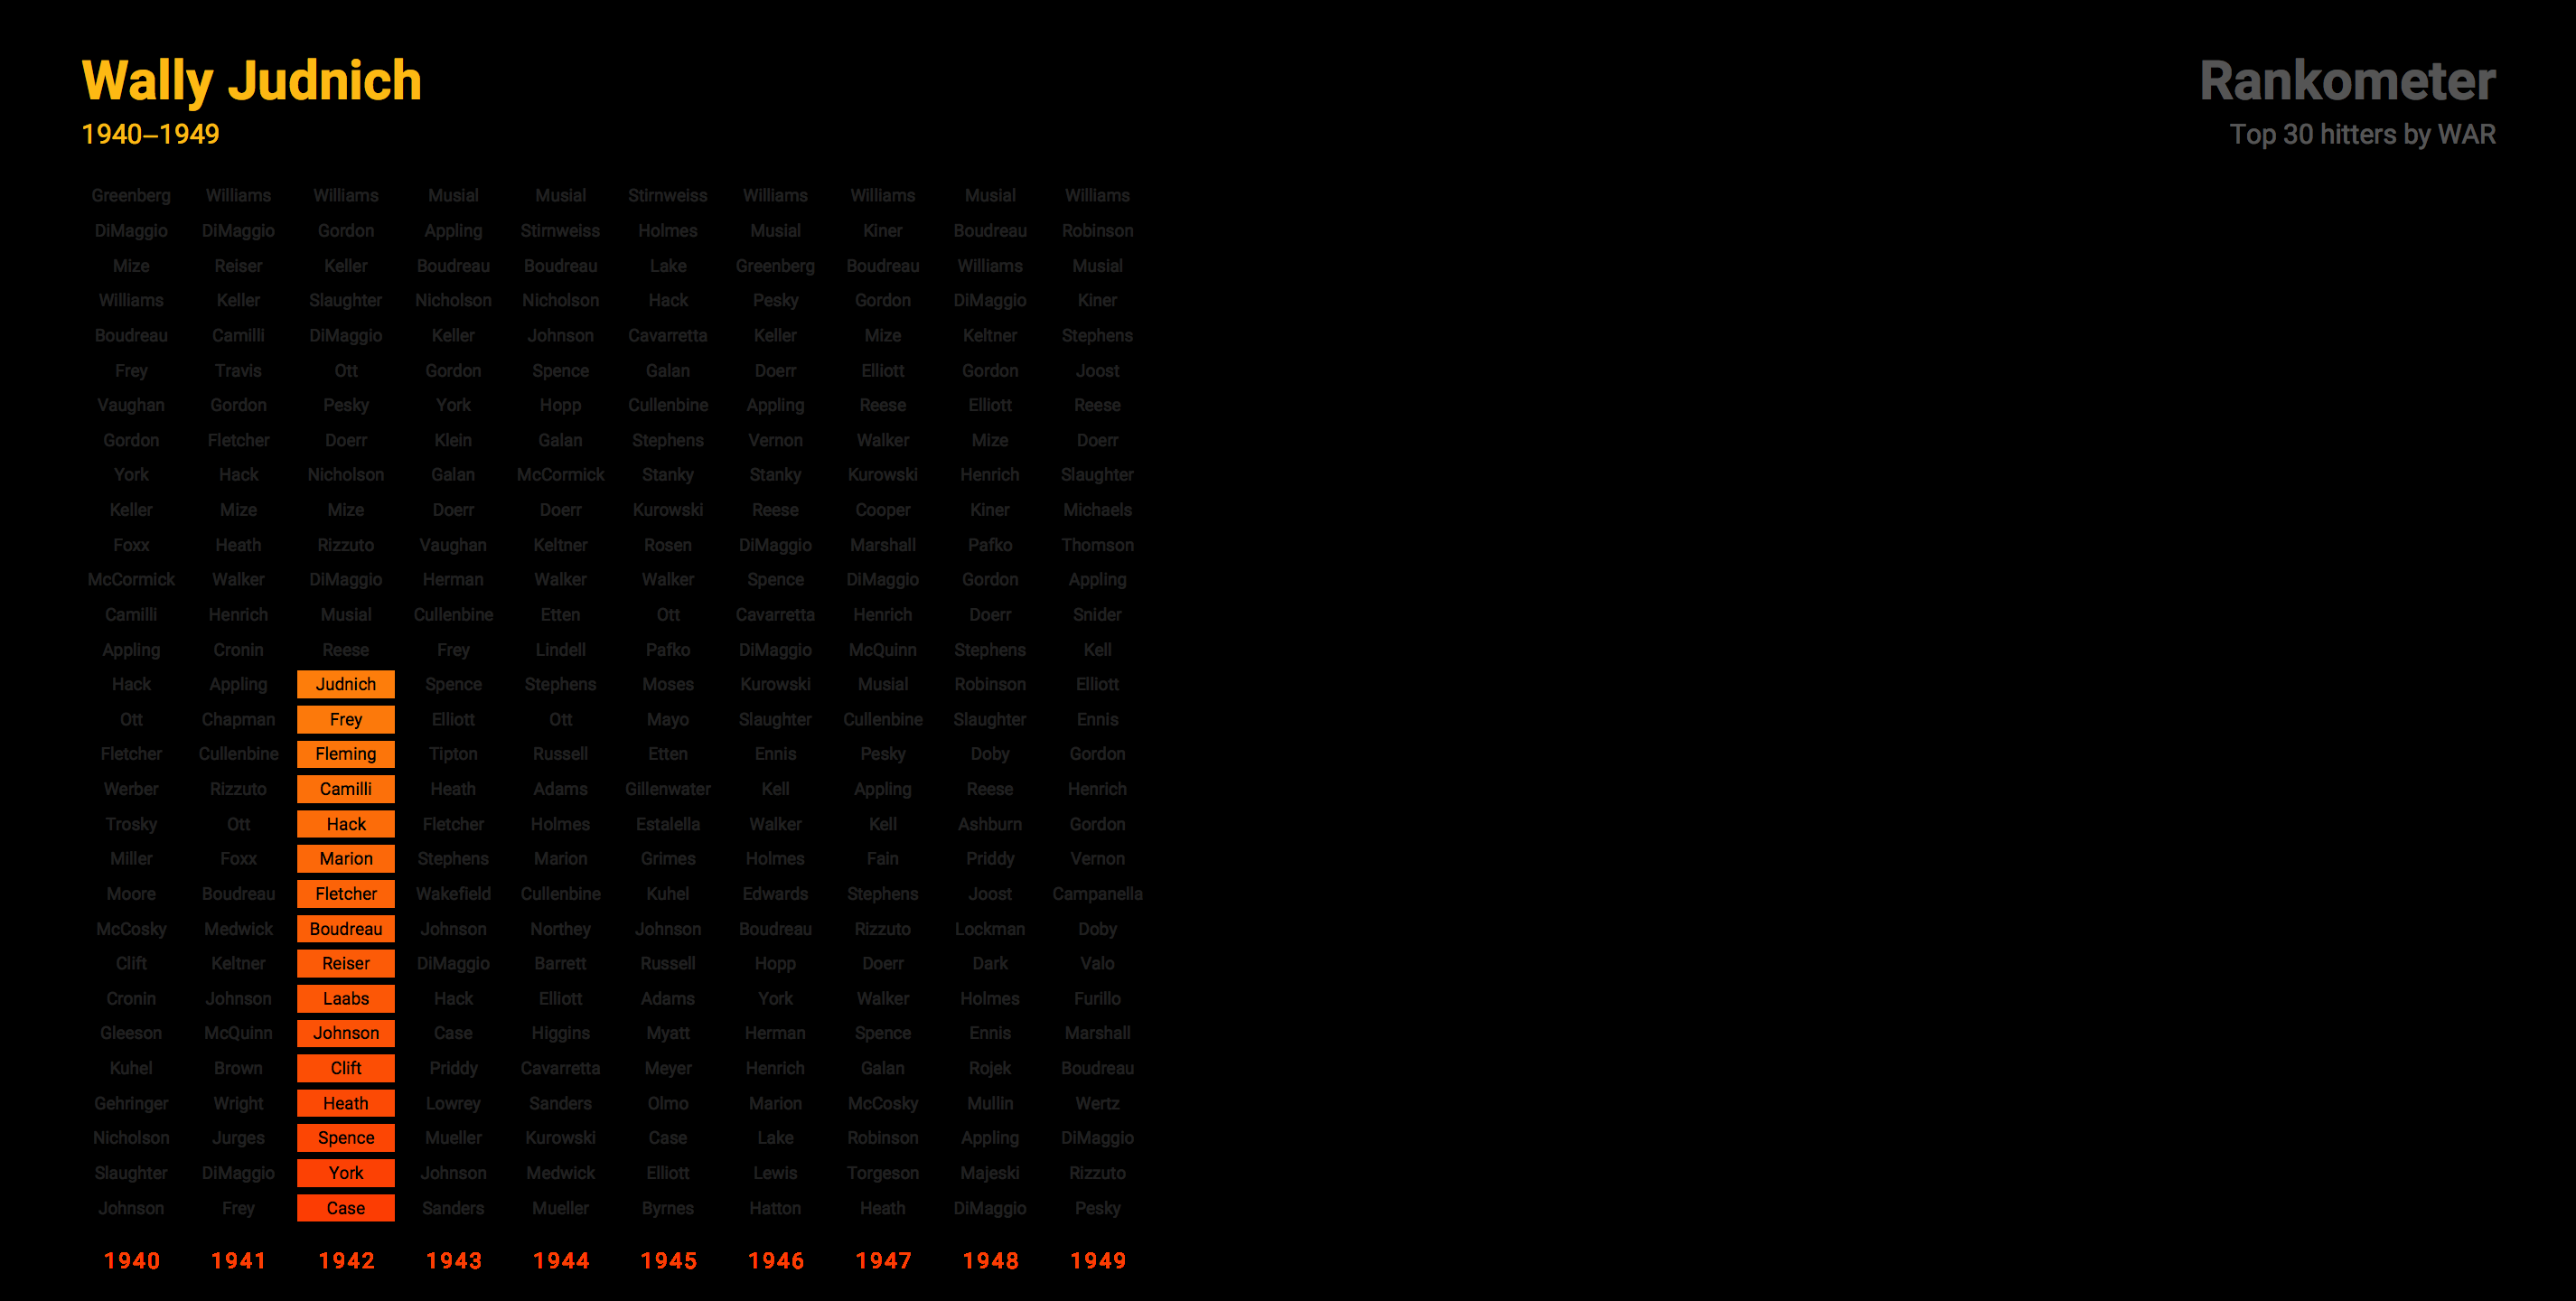 Wally Judnich
1940–1949
Rankometer
Top 30 hitters by WAR
Greenberg Williams Williams Musial Musial Stirnweiss Williams Williams Musial Williams
DiMaggio DiMaggio Gordon Appling Stirnweiss Holmes Musial Kiner Boudreau Robinson
Mize Reiser Keller Boudreau Boudreau Lake Greenberg Boudreau Williams Musial
Williams Keller Slaughter Nicholson Nicholson Hack Pesky Gordon DiMaggio Kiner
Boudreau Camilli DiMaggio Keller Johnson Cavarretta Keller Mize Keltner Stephens
Frey Travis Ott Gordon Spence Galan Doerr Elliott Gordon Joost
Vaughan Gordon Pesky York Hopp Cullenbine Appling Reese Elliott Reese
Gordon Fletcher Doerr Klein Galan Stephens Vernon Walker Mize Doerr
York Hack Nicholson Galan McCormick Stanky Stanky Kurowski Henrich Slaughter
Keller Mize Mize Doerr Doerr Kurowski Reese Cooper Kiner Michaels
Foxx Heath Rizzuto Vaughan Keltner Rosen DiMaggio Marshall Pafko Thomson
McCormick Walker DiMaggio Herman Walker Walker Spence DiMaggio Gordon Appling
Camilli Henrich Musial Cullenbine Etten Ott Cavarretta Henrich Doerr Snider
Appling Cronin Reese Frey Lindell Pafko DiMaggio McQuinn Stephens Kell
Hack Appling Judnich Spence Stephens Moses Kurowski Musial Robinson Elliott
Ott Chapman Frey Elliott Ott Mayo Slaughter Cullenbine Slaughter Ennis
Fletcher Cullenbine Fleming Tipton Russell Etten Ennis Pesky Doby Gordon
Werber Rizzuto Camilli Heath Adams Gillenwater Kell Appling Reese Henrich
Trosky Ott Hack Fletcher Holmes Estalella Walker Kell Ashburn Gordon
Miller Foxx Marion Stephens Marion Grimes Holmes Fain Priddy Vernon
Moore Boudreau Fletcher Wakefield Cullenbine Kuhel Edwards Stephens Joost Campanella
McCosky Medwick Boudreau Johnson Northey Johnson Boudreau Rizzuto Lockman Doby
Clift Keltner Reiser DiMaggio Barrett Russell Hopp Doerr Dark Valo
Cronin Johnson Laabs Hack Elliott Adams York Walker Holmes Furillo
Gleeson McQuinn Johnson Case Higgins Myatt Herman Spence Ennis Marshall
Kuhel Brown Clift Priddy Cavarretta Meyer Henrich Galan Rojek Boudreau
Gehringer Wright Heath Lowrey Sanders Olmo Marion McCosky Mullin Wertz
Nicholson Jurges Spence Mueller Kurowski Case Lake Robinson Appling DiMaggio
Slaughter DiMaggio York Johnson Medwick Elliott Lewis Torgeson Majeski Rizzuto
Johnson Frey Case Sanders Mueller Byrnes Hatton Heath DiMaggio Pesky
1940 1941 1942 1943 1944 1945 1946 1947 1948 1949